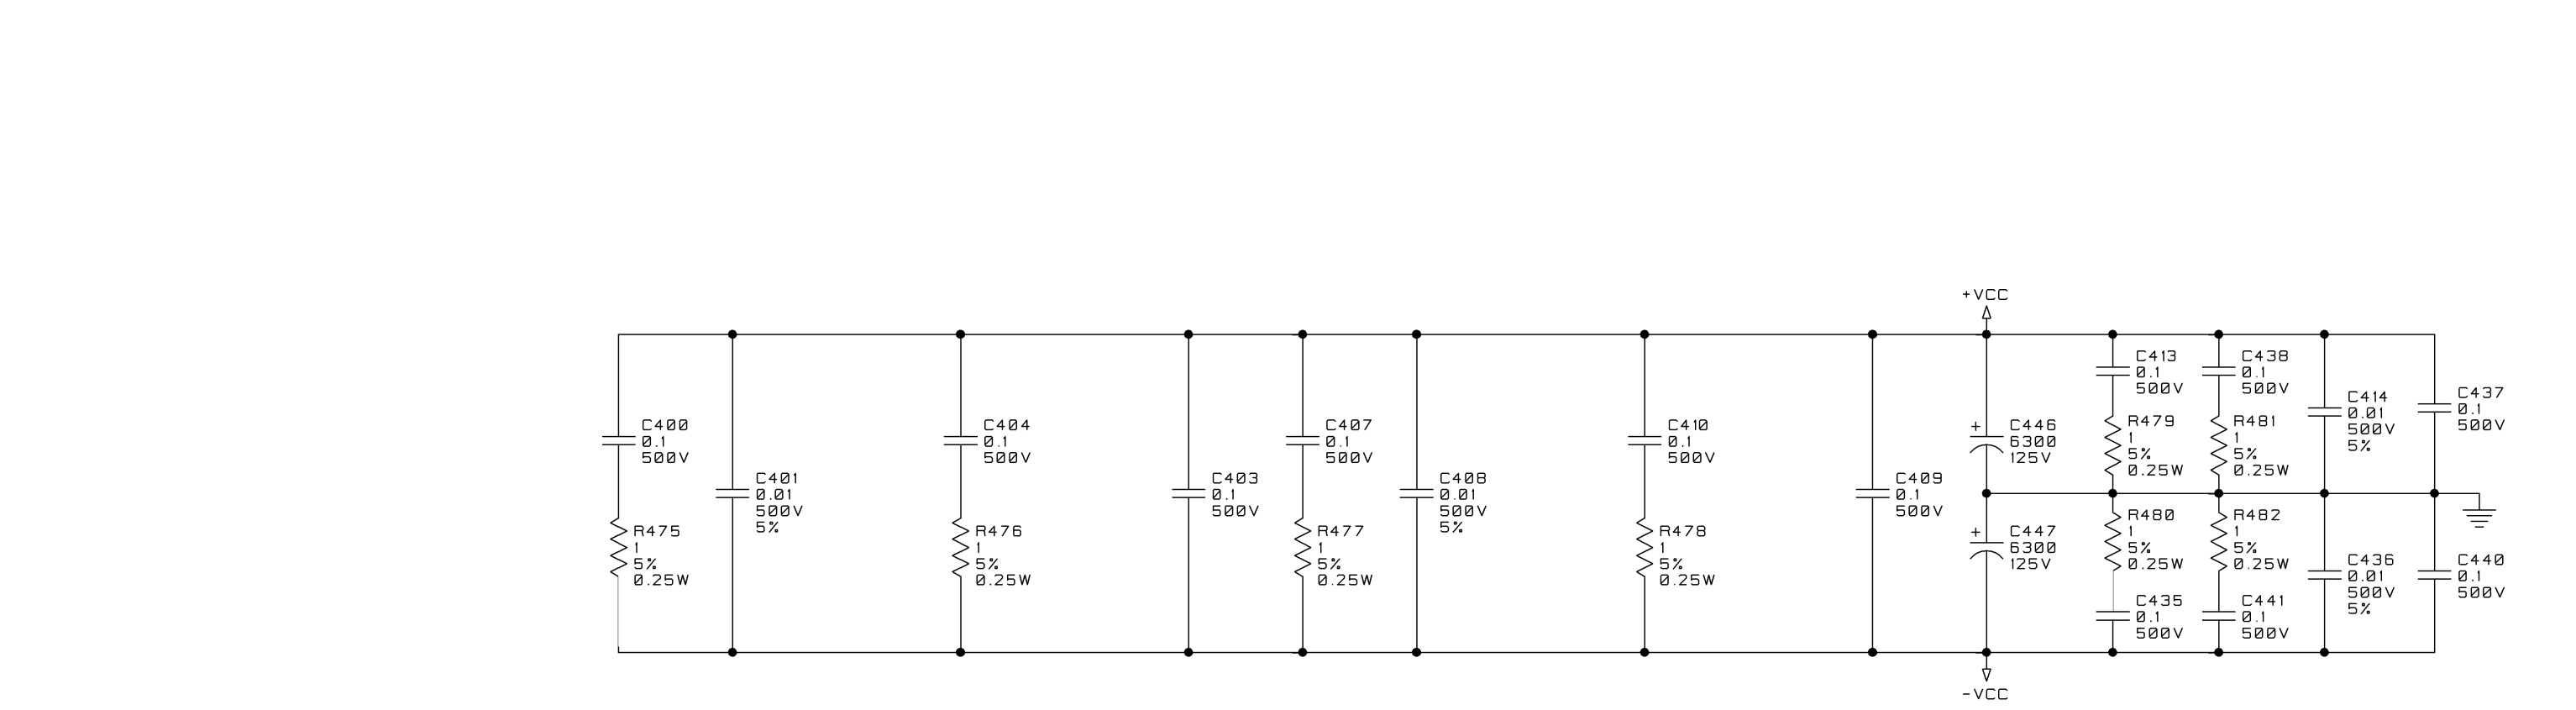 +VCC
C400
0.1
500V
R475
1
5%
0.25W
C401
0.01
500V
5%
C404
0.1
500V
R476
1
5%
0.25W
C403
0.1
500V
C407
0.1
500V
R477
1
5%
0.25W
C408
0.01
500V
5%
C410
0.1
500V
R478
1
5%
0.25W
C409
0.1
500V
+
C446
6300
125V
+
C447
6300
125V
C413
0.1
500V
R479
1
5%
0.25W
R480
1
5%
0.25W
C435
0.1
500V
C438
0.1
500V
R481
1
5%
0.25W
R482
1
5%
0.25W
C441
0.1
500V
C414
0.01
500V
5%
C436
0.01
500V
5%
C437
0.1
500V
C440
0.1
500V
-VCC